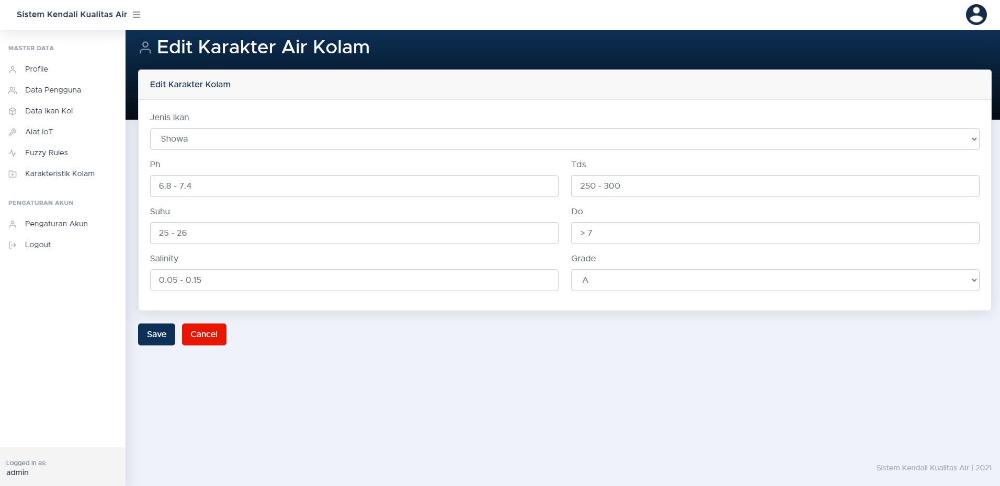 Sistem Kendali Kualitas Air
MASTER DATA
Profile
Data Pengguna
Data Ikan Koi
Alat IoT
Fuzzy Rules
Karakteristik Kolam
PENGATURAN AKUN
Pengaturan Akun
Logout
Logged in as:
admin
Edit Karakter Air Kolam
Edit Karakter Kolam
Jenis Ikan
Showa
Ph
Tds
6.8 - 7.4
250 - 300
Suhu
Do
25 - 26
> 7
Salinity
Grade
0.05 - 0.15
A
Save
Cancel
Sistem Kendali Kualitas Air | 2021